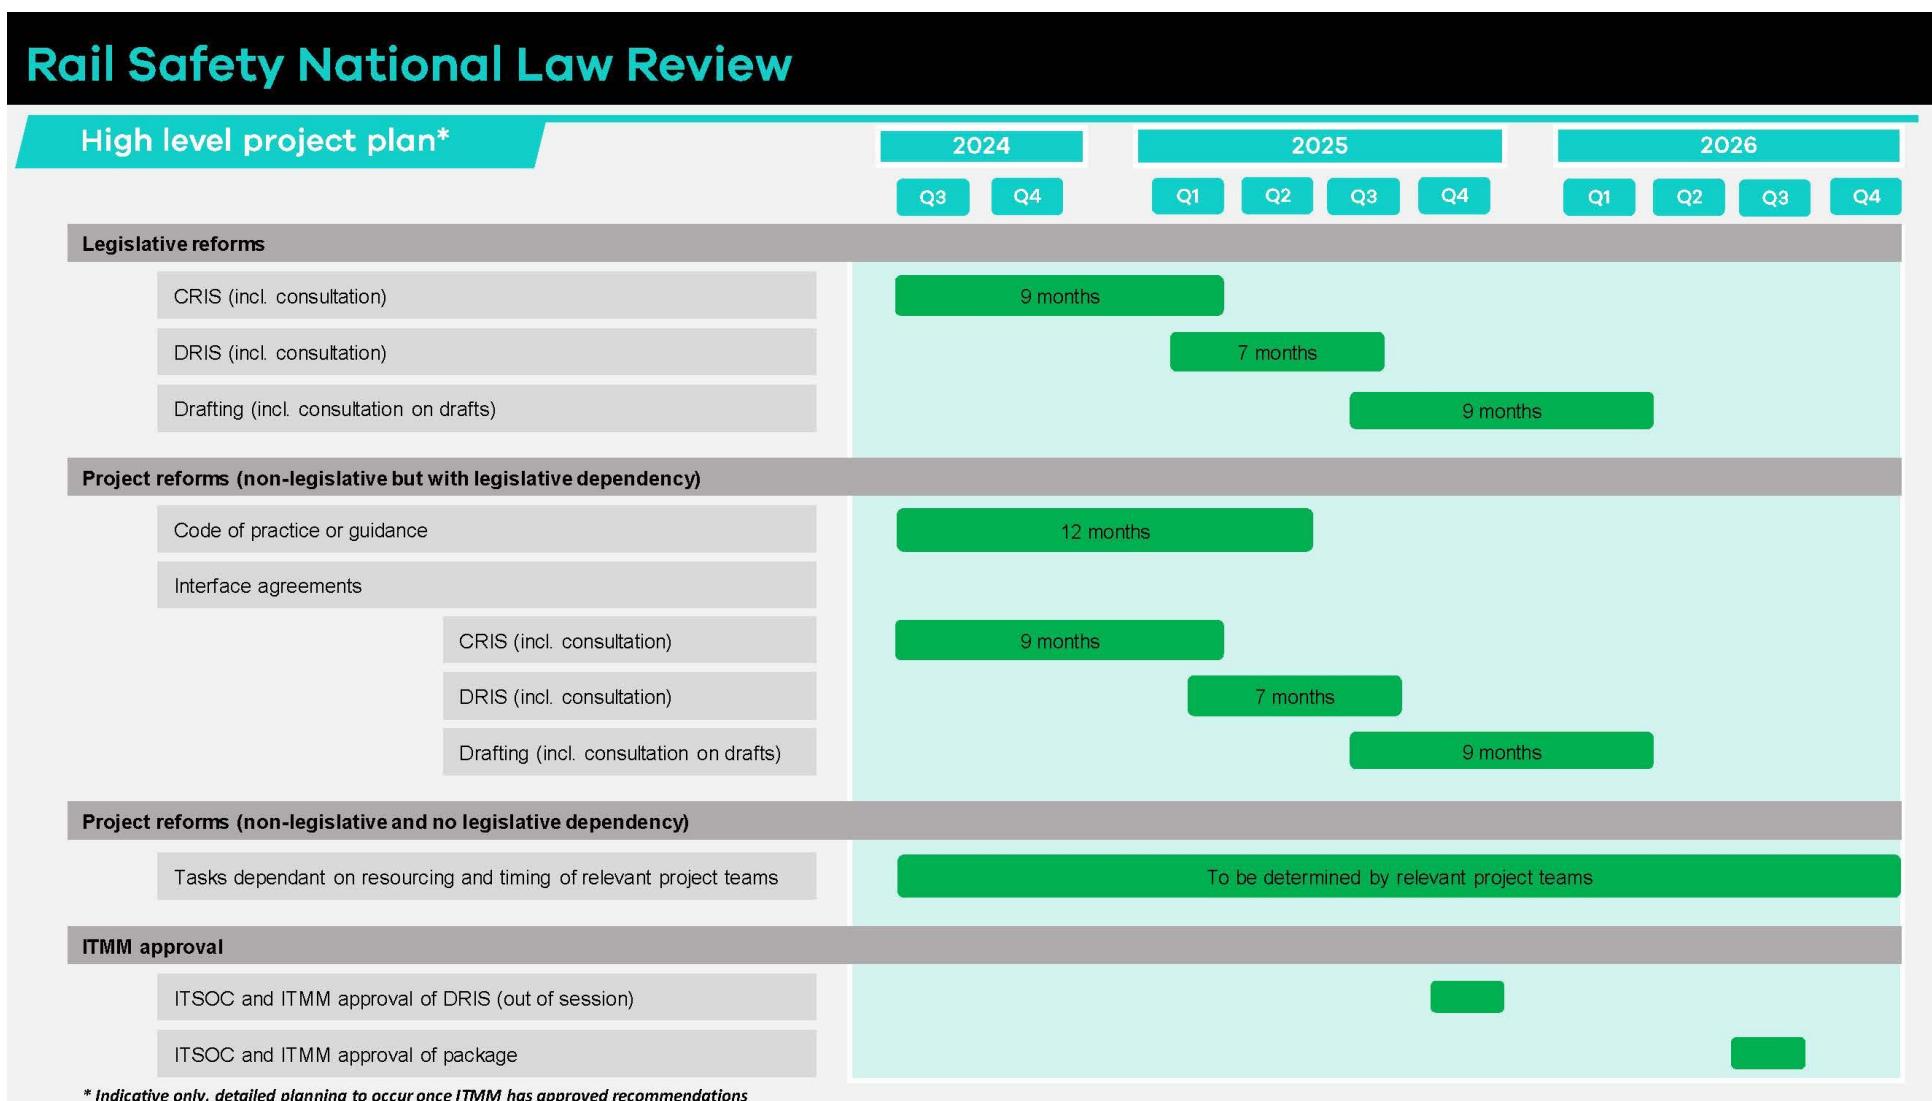 Rail Safety National Law Review
High level project plan*
2024 2025 2026
Q3 Q4 Q1 Q2 Q3 Q4 Q1 Q2 Q3 Q4
Legislative reforms
CRIS (incl. consultation) 9 months
DRIS (incl. consultation) 7 months
Drafting (incl. consultation on drafts) 9 months
Project reforms (non-legislative but with legislative dependency)
Code of practice or guidance 12 months
Interface agreements
CRIS (incl. consultation) 9 months
DRIS (incl. consultation) 7 months
Drafting (incl. consultation on drafts) 9 months
Project reforms (non-legislative and no legislative dependency)
Tasks dependant on resourcing and timing of relevant project teams To be determined by relevant project teams
ITMM approval
ITSOC and ITMM approval of DRIS (out of session)
ITSOC and ITMM approval of package
* Indicative only, detailed planning to occur once ITMM has approved recommendations